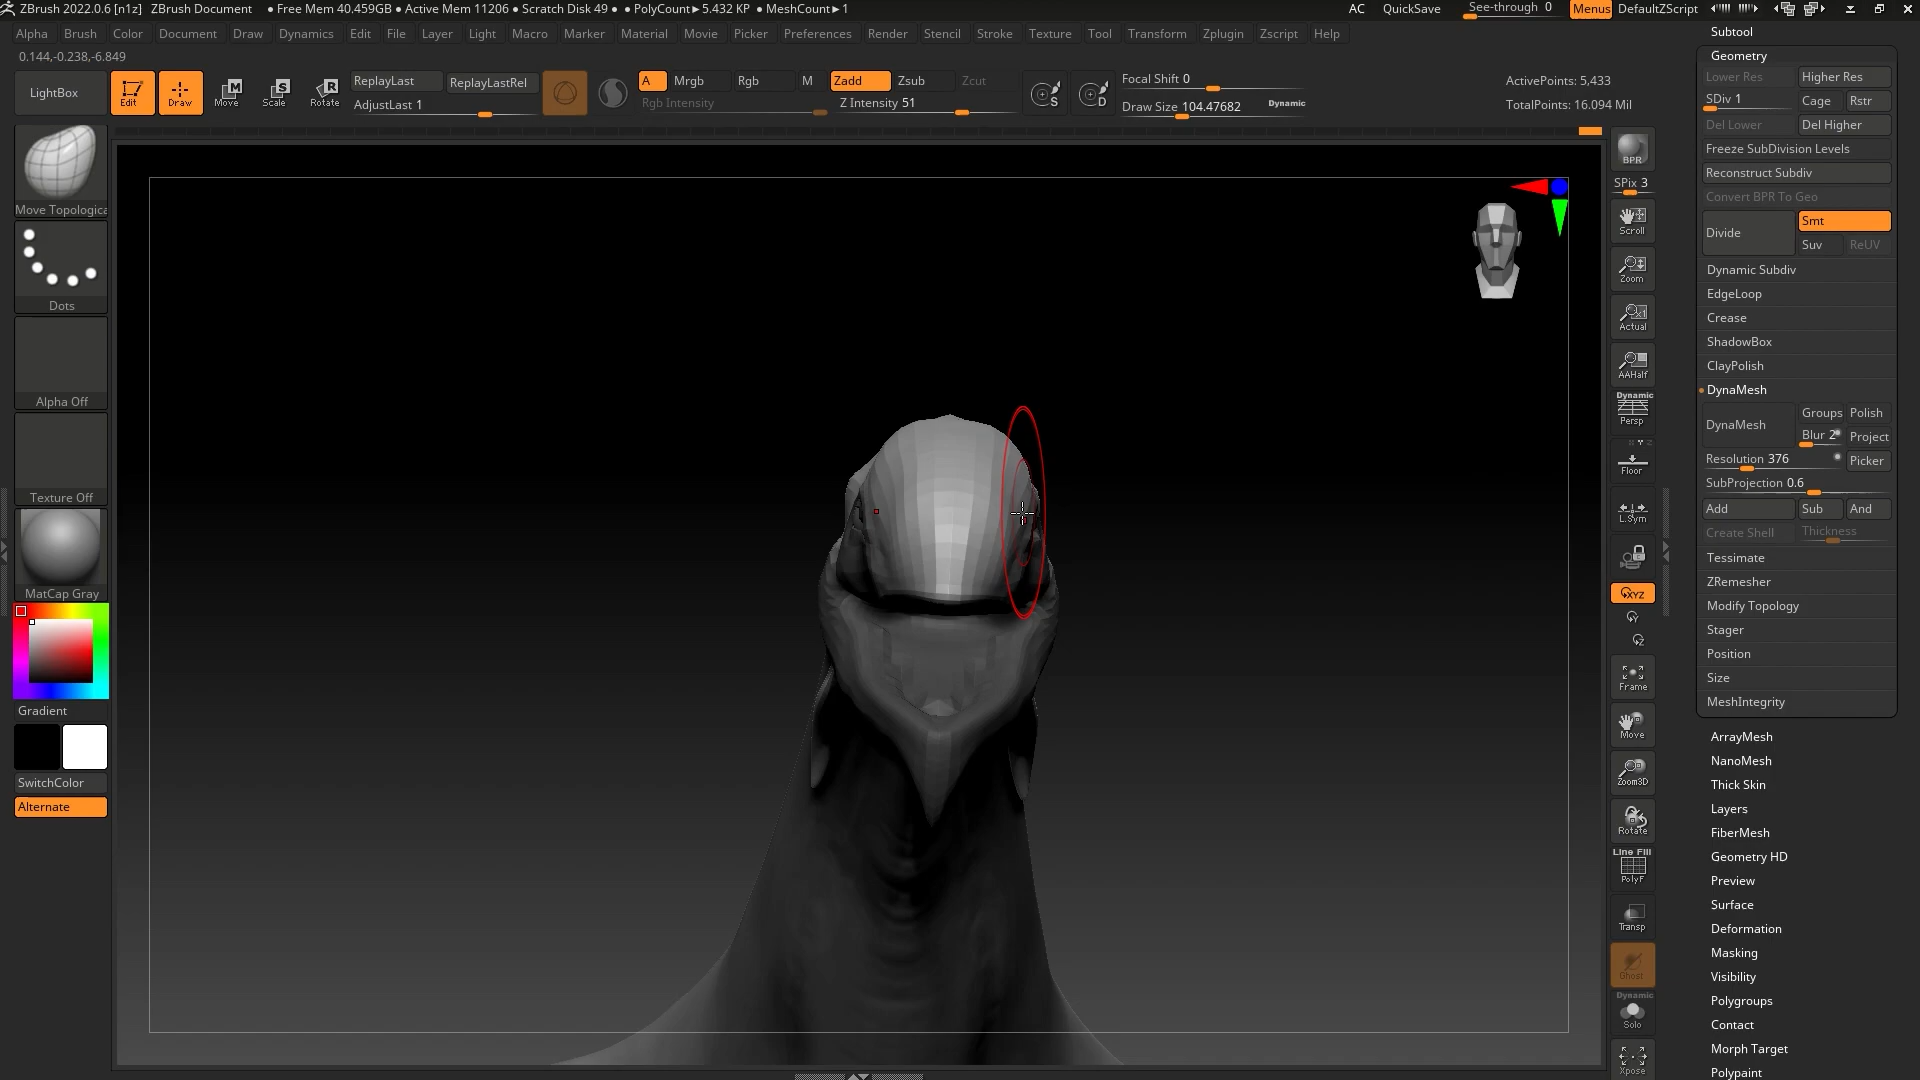 ZBrush 2022.0.6 [n1z] ZBrush Document ● Free Mem 40.459GB ● Active Mem 11206 ● Scratch Disk 49 ● ● PolyCount► 5.432 KP ● MeshCount► 1 AC QuickSave See-through 0 Menus DefaultZScript
Alpha Brush Color Document Draw Dynamics Edit File Layer Light Macro Marker Material Movie Picker Preferences Render Stencil Stroke Texture Tool Transform Zplugin Zscript Help
0.144,-0.238,-6.849
LightBox
Edit
Draw
Move
Scale
Rotate
ReplayLast
ReplayLastRel
AdjustLast 1
A Mrgb Rgb M Zadd Zsub Zcut
Rgb Intensity Z Intensity 51
Focal Shift 0
Draw Size 104.47682 Dynamic
ActivePoints: 5,433
TotalPoints: 16.094 Mil
Move Topologica
Dots
Alpha Off
Texture Off
MatCap Gray
Gradient
SwitchColor
Alternate
BPR
SPix 3
Scroll
Zoom
Actual
AAHalf
Dynamic
Persp
Floor
L.Sym
XYZ
Y
Z
Frame
Move
Zoom3D
Rotate
Line Fill
PolyF
Transp
Ghost
Dynamic
Solo
Xpose
Subtool
Geometry
Lower Res Higher Res
SDiv 1 Cage Rstr
Del Lower Del Higher
Freeze SubDivision Levels
Reconstruct Subdiv
Convert BPR To Geo
Divide Smt
Suv ReUV
Dynamic Subdiv
EdgeLoop
Crease
ShadowBox
ClayPolish
DynaMesh
DynaMesh Groups Polish
Blur 2 Project
Resolution 376 Picker
SubProjection 0.6
Add Sub And
Create Shell Thickness
Tessimate
ZRemesher
Modify Topology
Stager
Position
Size
MeshIntegrity
ArrayMesh
NanoMesh
Thick Skin
Layers
FiberMesh
Geometry HD
Preview
Surface
Deformation
Masking
Visibility
Polygroups
Contact
Morph Target
Polypaint